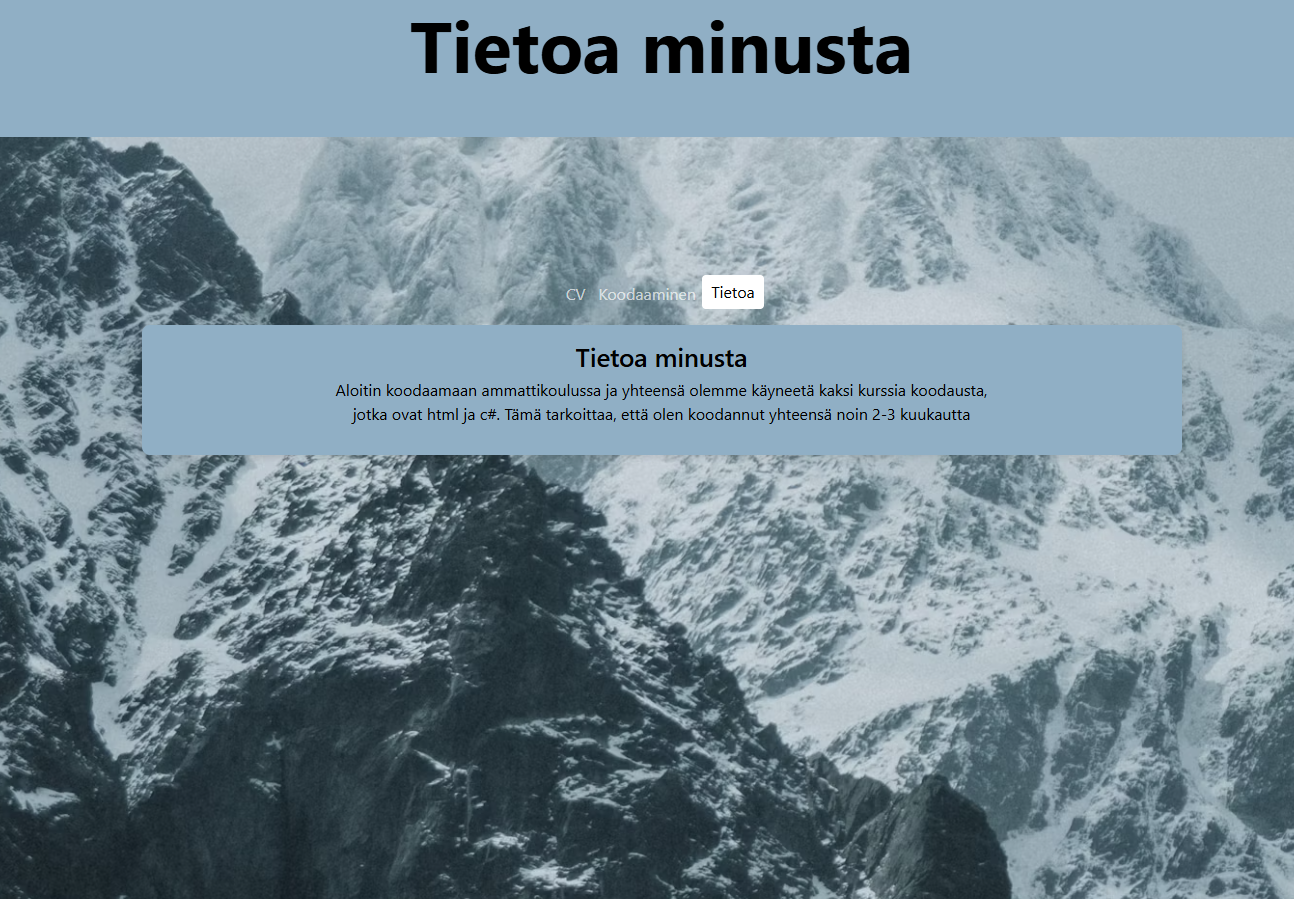 Tietoa minusta
CV Koodaaminen Tietoa
Tietoa minusta
Aloitin koodaamaan ammattikoulussa ja yhteensä olemme käyneetä kaksi kurssia koodausta,
jotka ovat html ja c#. Tämä tarkoittaa, että olen koodannut yhteensä noin 2-3 kuukautta